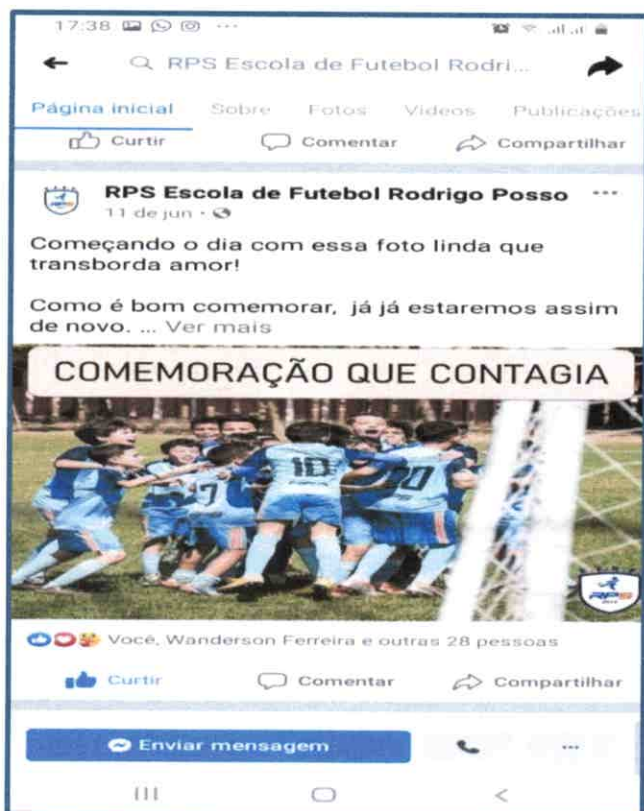 17:38
RPS Escola de Futebol Rodri...
Página inicial Sobre Fotos Vídeos Publicações
Curtir Comentar Compartilhar
RPS Escola de Futebol Rodrigo Posso ...
11 de jun
Começando o dia com essa foto linda que
transborda amor!
Como é bom comemorar, já já estaremos assim
de novo. ... Ver mais
COMEMORAÇÃO QUE CONTAGIA
7 10 20
RPS
Você, Wanderson Ferreira e outras 28 pessoas
Curtir Comentar Compartilhar
Enviar mensagem